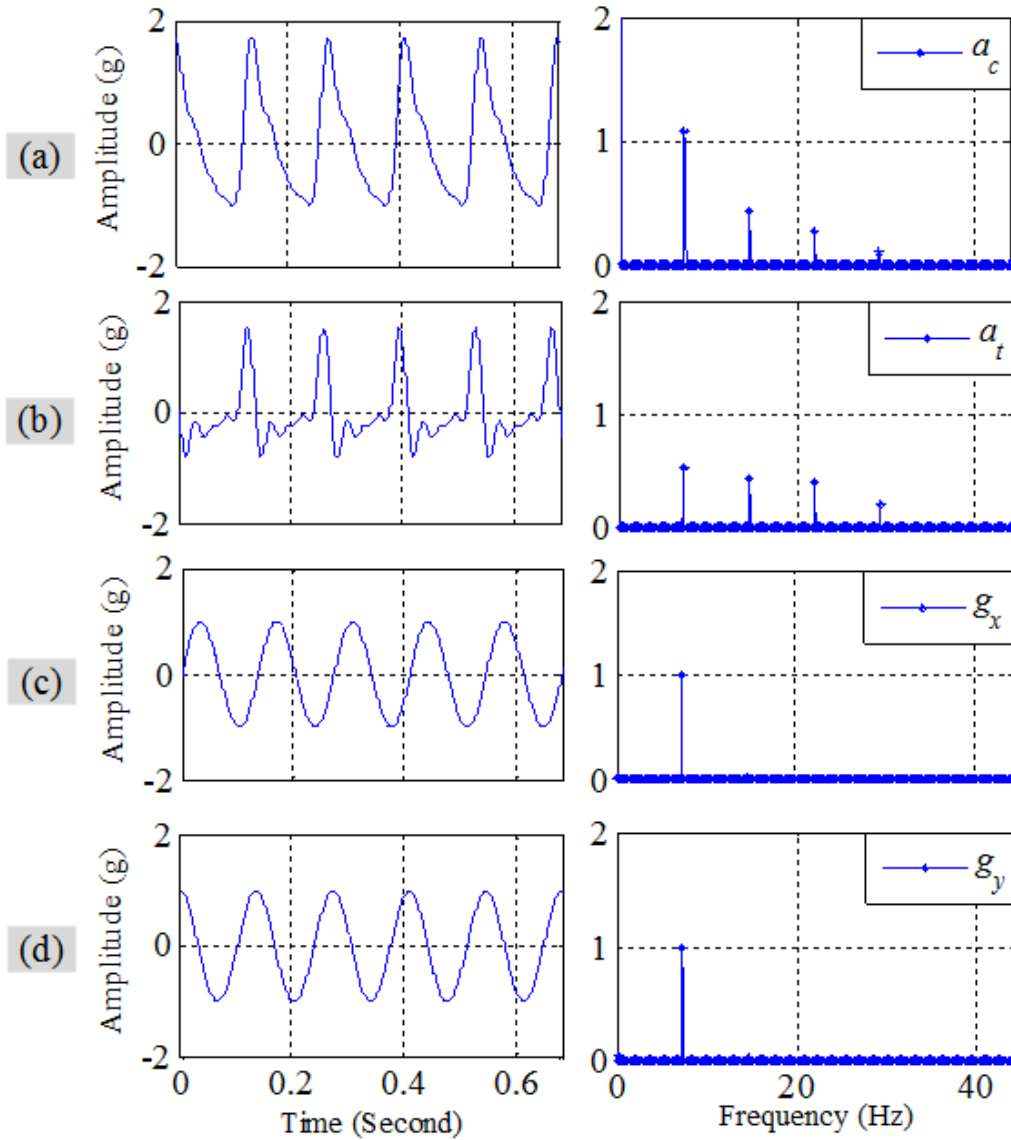 (a)
Amplitude (g)
2
0
-2
2
1
0
a_c
(b)
Amplitude (g)
2
0
-2
2
1
0
a_t
(c)
Amplitude (g)
2
0
-2
2
1
0
g_x
(d)
Amplitude (g)
2
0
-2
0 0.2 0.4 0.6
Time (Second)
2
1
0
g_y
0 20 40
Frequency (Hz)